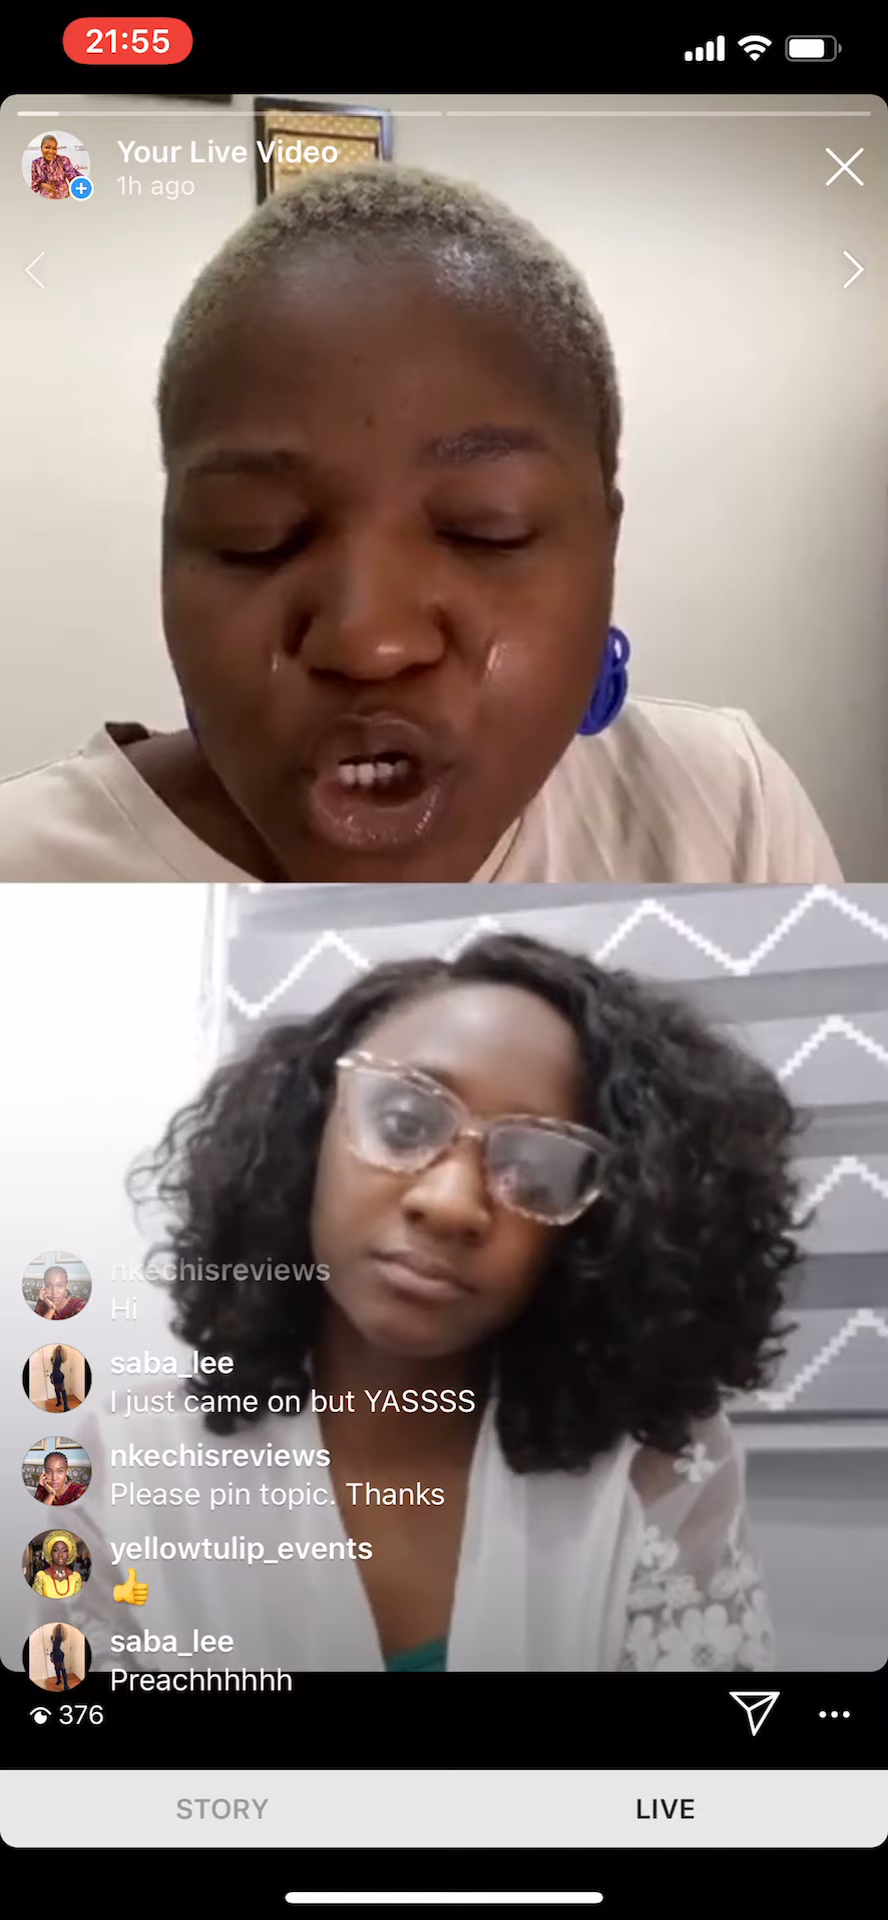 21:55
Your Live Video
1h ago
nkechisreviews
Hi
saba_lee
I just came on but YASSSS
nkechisreviews
Please pin topic. Thanks
yellowtulip_events
👍
saba_lee
Preachhhhhh
376
STORY
LIVE